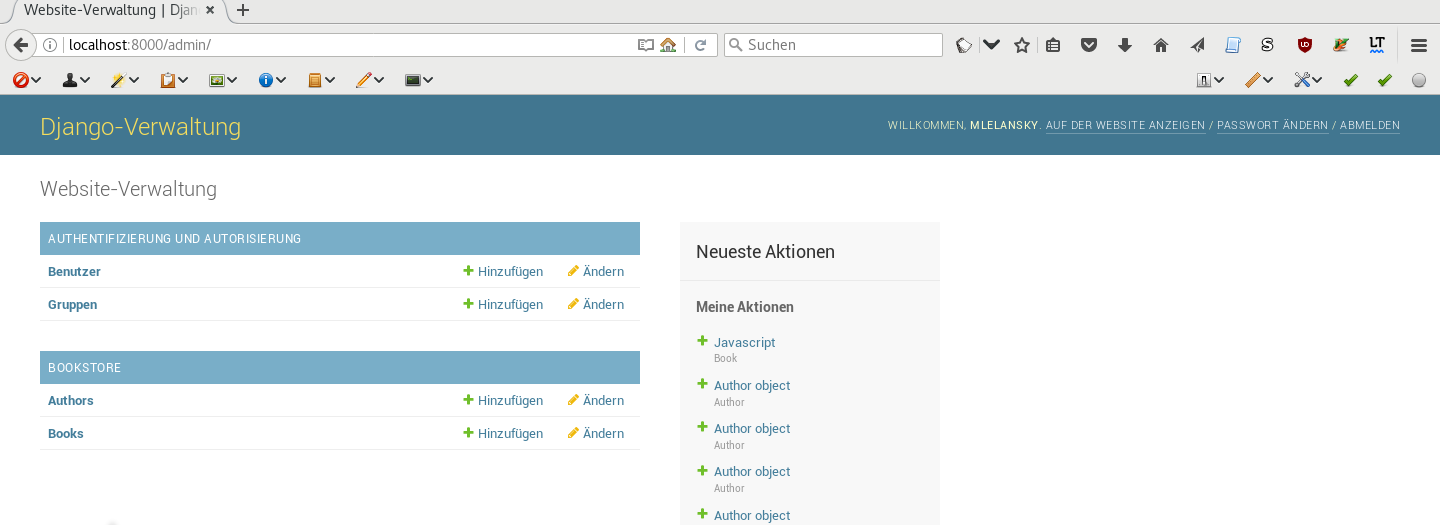 Website-Verwaltung | Djan
localhost:8000/admin/
Suchen
S
LT
Django-Verwaltung
WILLKOMMEN, MLELANSKY. AUF DER WEBSITE ANZEIGEN / PASSWORT ÄNDERN / ABMELDEN
Website-Verwaltung
AUTHENTIFIZIERUNG UND AUTORISIERUNG
Benutzer Hinzufügen Ändern
Gruppen Hinzufügen Ändern
BOOKSTORE
Authors Hinzufügen Ändern
Books Hinzufügen Ändern
Neueste Aktionen
Meine Aktionen
Javascript
Book
Author object
Author
Author object
Author
Author object
Author
Author object